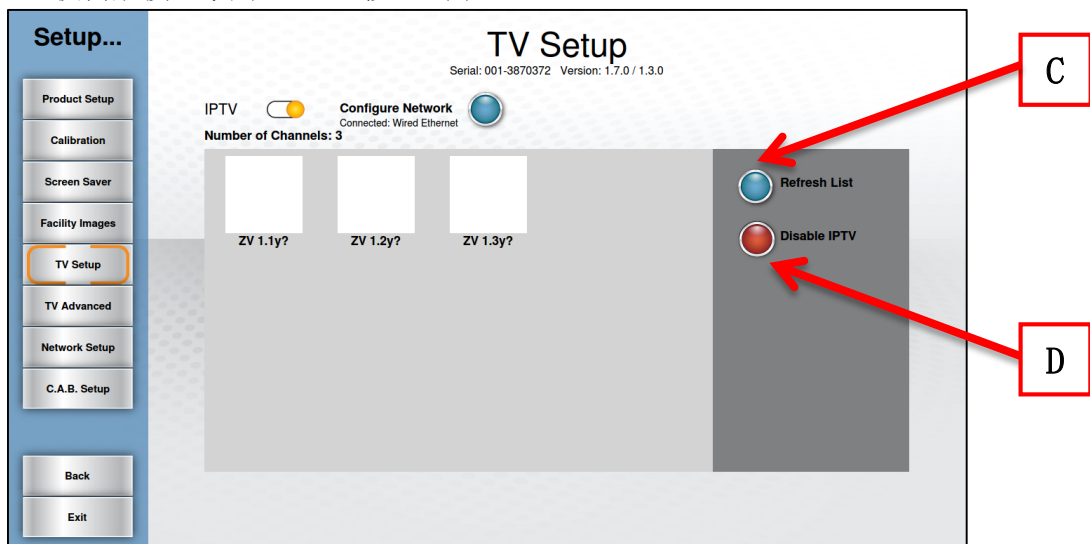 Setup...
TV Setup
Serial: 001-3870372 Version: 1.7.0 / 1.3.0
Product Setup
Calibration
Screen Saver
Facility Images
TV Setup
TV Advanced
Network Setup
C.A.B. Setup
Back
Exit
IPTV
Configure Network
Connected: Wired Ethernet
Number of Channels: 3
ZV 1.1y? ZV 1.2y? ZV 1.3y?
Refresh List
Disable IPTV
C
D